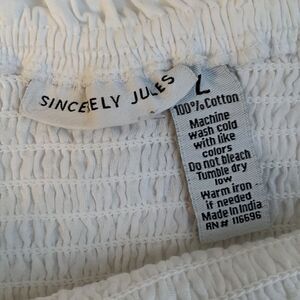 SINCERELY JULES
L
100% Cotton
Machine
wash cold
with like
colors
Do not bleach
Tumble dry
low
Warm iron
if needed
Made in India
RN# 116696